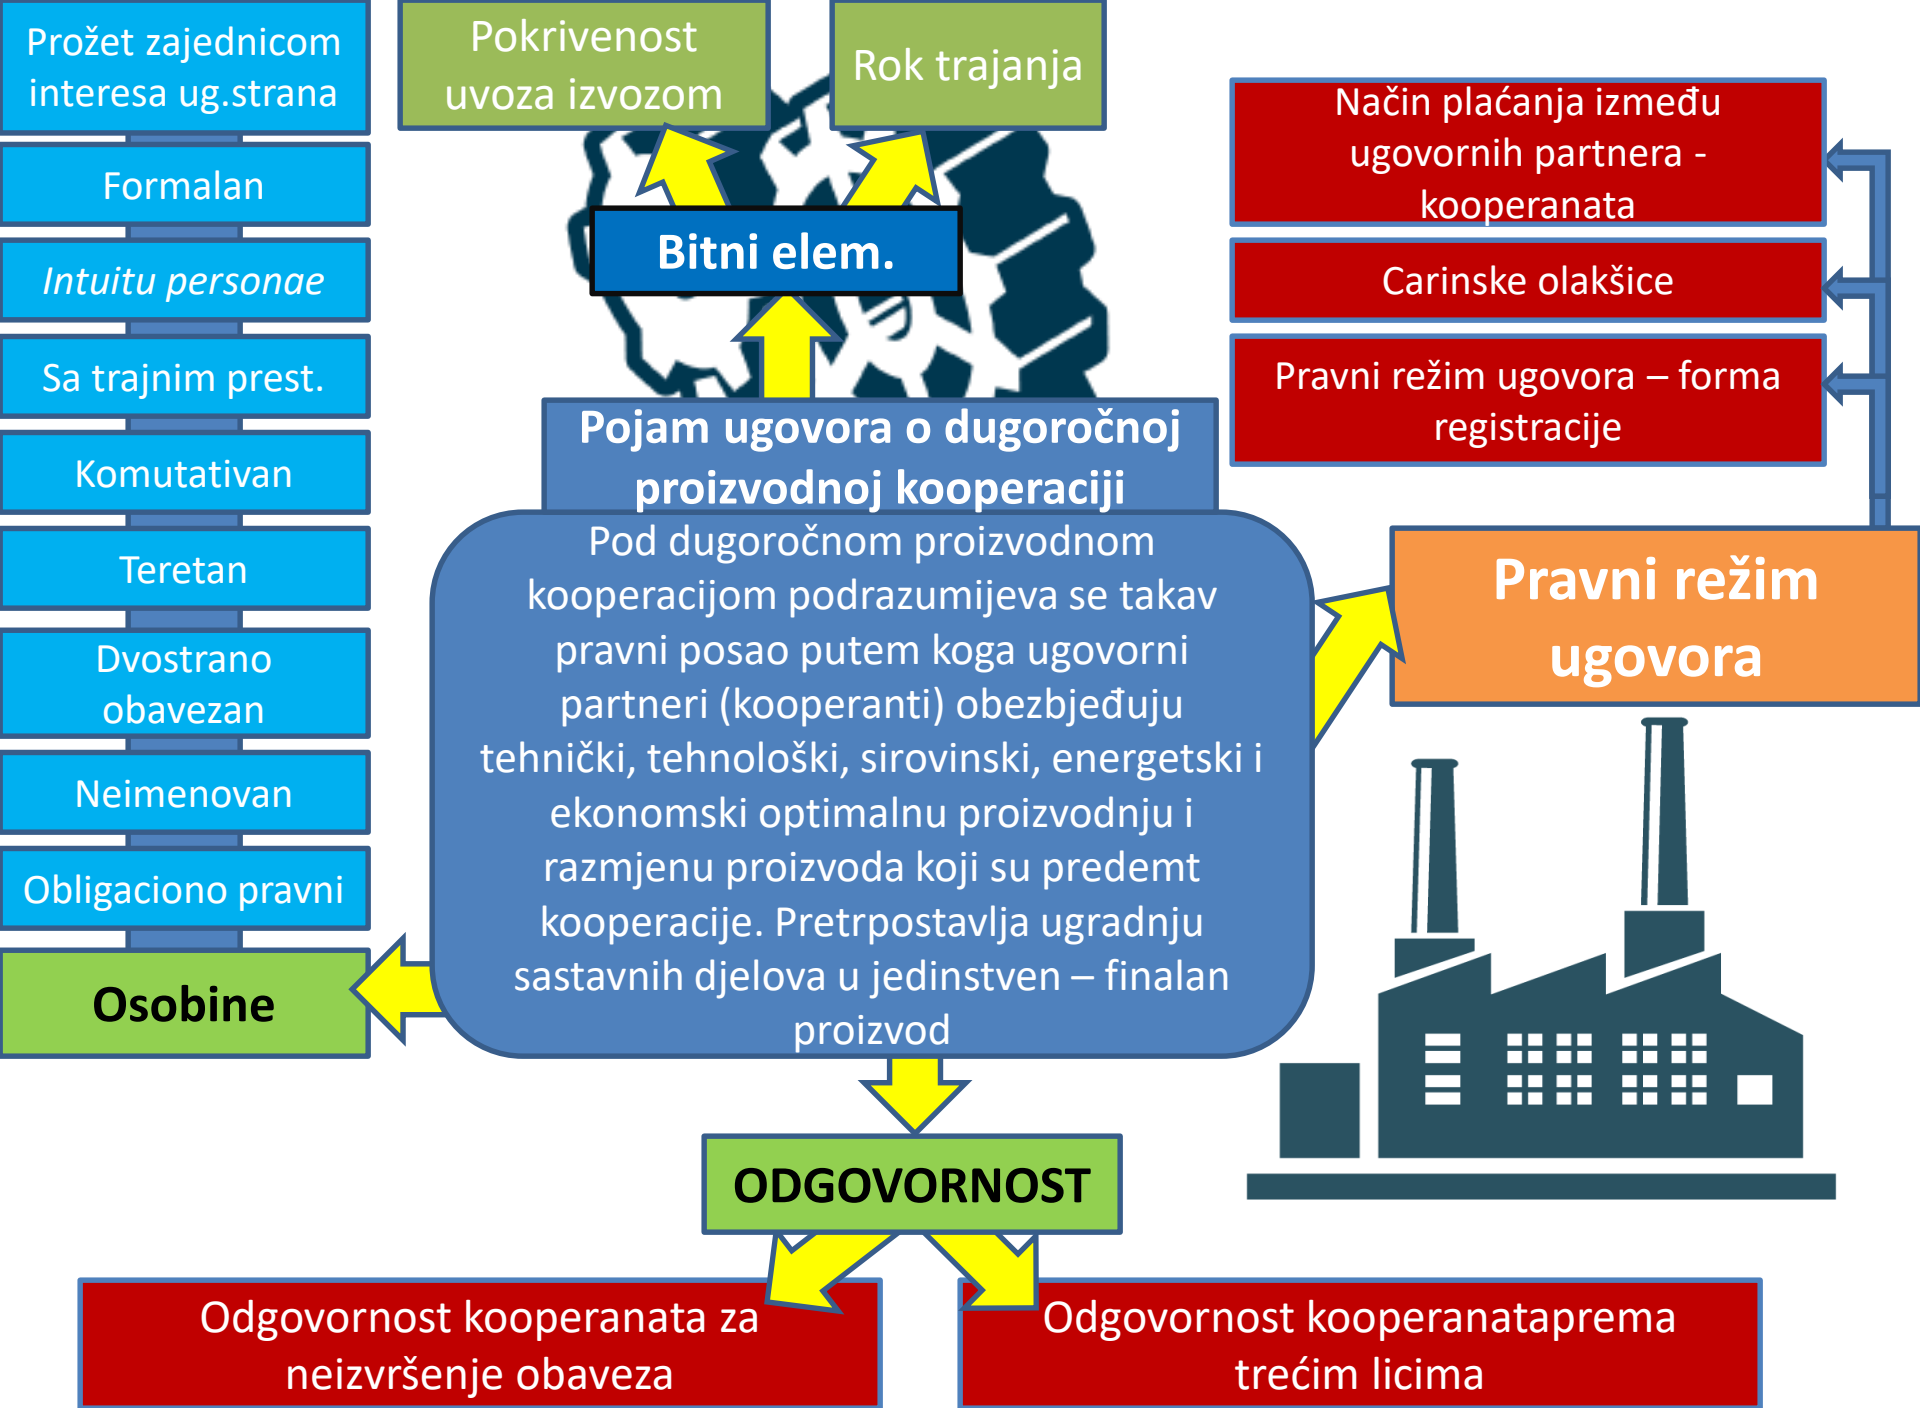 Prožet zajednicom
interesa ug.strana
Formalan
Intuitu personae
Sa trajnim prest.
Komutativan
Teretan
Dvostrano
obavezan
Neimenovan
Obligaciono pravni
Osobine
Pokrivenost
uvoza izvozom
Rok trajanja
Bitni elem.
Pojam ugovora o dugoročnoj
proizvodnoj kooperaciji
Pod dugoročnom proizvodnom
kooperacijom podrazumijeva se takav
pravni posao putem koga ugovorni
partneri (kooperanti) obezbjeđuju
tehnički, tehnološki, sirovinski, energetski i
ekonomski optimalnu proizvodnju i
razmjenu proizvoda koji su predemt
kooperacije. Pretrpostavlja ugradnju
sastavnih djelova u jedinstven – finalan
proizvod
Način plaćanja između
ugovornih partnera -
kooperanata
Carinske olakšice
Pravni režim ugovora – forma
registracije
Pravni režim
ugovora
ODGOVORNOST
Odgovornost kooperanata za
neizvršenje obaveza
Odgovornost kooperanataprema
trećim licima